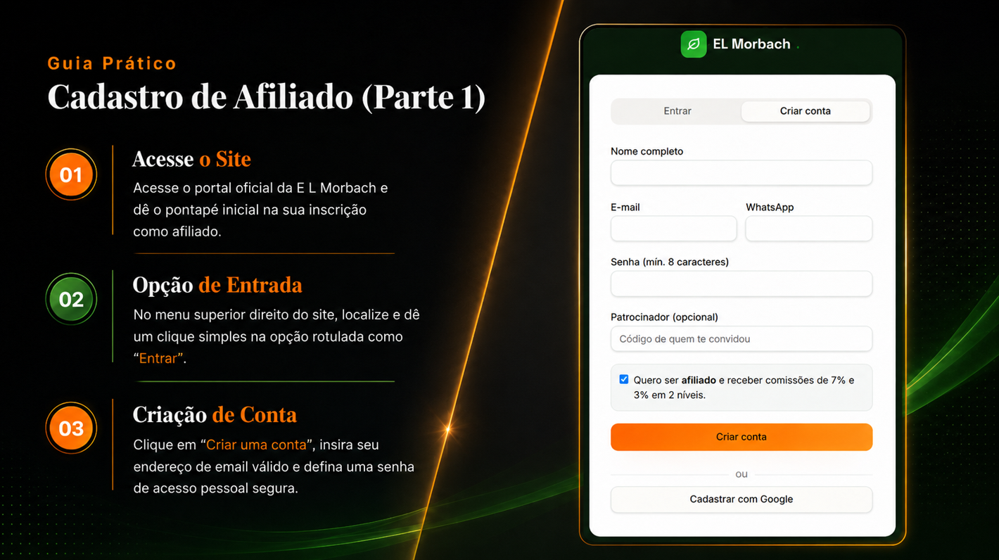 Guia Prático
Cadastro de Afiliado (Parte 1)
01
Acesse o Site
Acesse o portal oficial da E L Morbach e
dê o pontapé inicial na sua inscrição
como afiliado.
02
Opção de Entrada
No menu superior direito do site, localize e dê
um clique simples na opção rotulada como
“Entrar”.
03
Criação de Conta
Clique em “Criar uma conta”, insira seu
endereço de email válido e defina uma senha
de acesso pessoal segura.
EL Morbach .
Entrar Criar conta
Nome completo
E-mail WhatsApp
Senha (mín. 8 caracteres)
Patrocinador (opcional)
Código de quem te convidou
Quero ser afiliado e receber comissões de 7% e
3% em 2 níveis.
Criar conta
ou
Cadastrar com Google